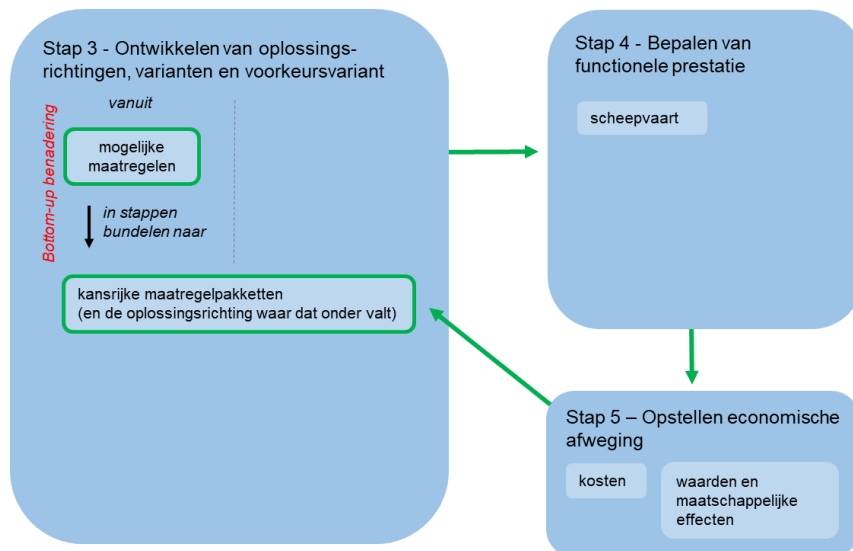 Stap 3 - Ontwikkelen van oplossings-
richtingen, varianten en voorkeursvariant
vanuit
Bottom-up benadering
mogelijke
maatregelen
in stappen
bundelen naar
kansrijke maatregelpakketten
(en de oplossingsrichting waar dat onder valt)
Stap 4 - Bepalen van
functionele prestatie
scheepvaart
Stap 5 – Opstellen economische
afweging
kosten
waarden en
maatschappelijke
effecten